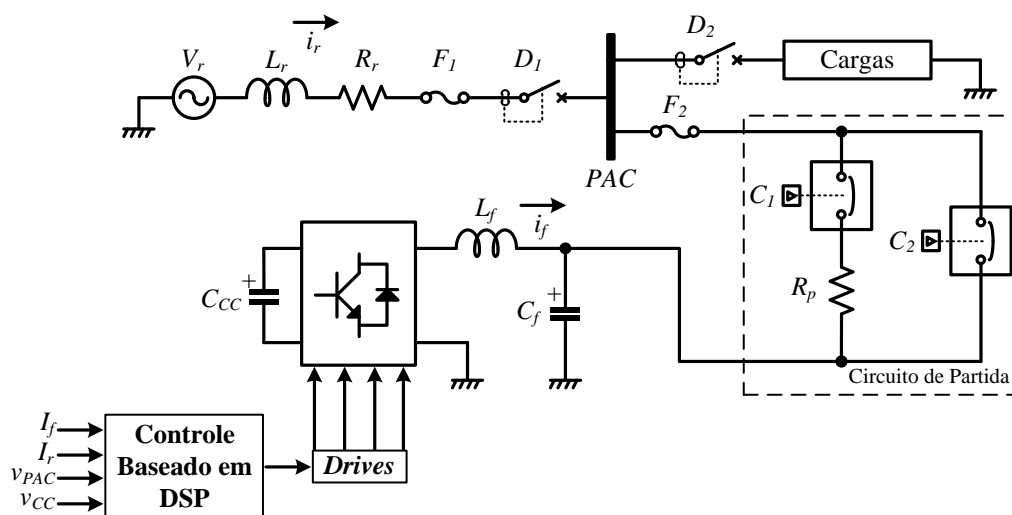 i_r
V_r
L_r
R_r
F_1
D_1
D_2
Cargas
F_2
PAC
C_1
C_2
R_p
Circuito de Partida
L_f
i_f
C_CC
+
C_f
+
I_f
I_r
v_PAC
v_CC
Controle
Baseado em
DSP
Drives